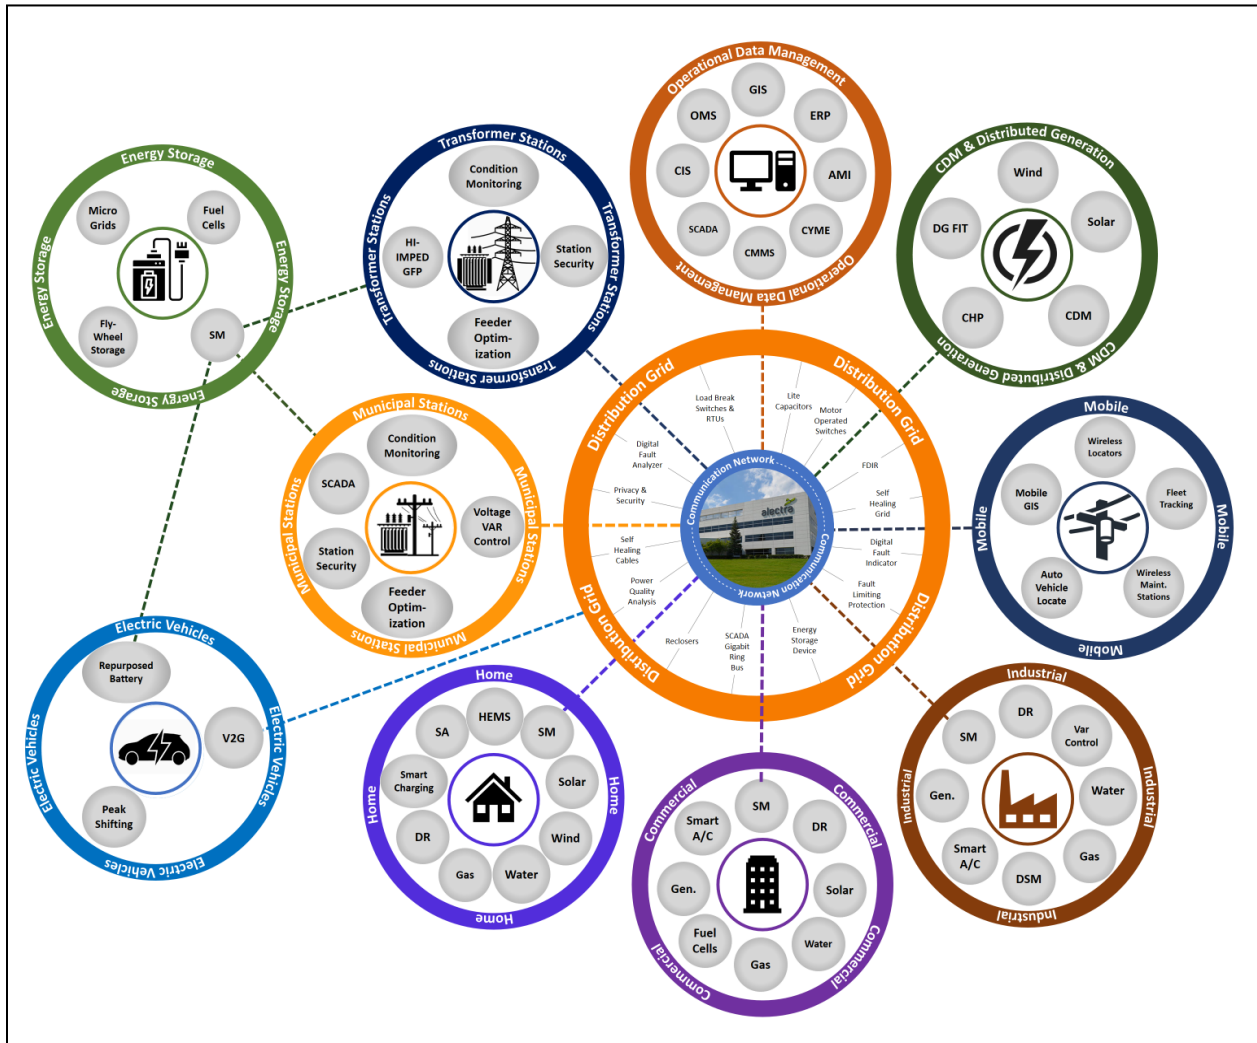 Operational Data Management
GIS
OMS
ERP
CIS
AMI
SCADA
CYME
CMMS
Operational Data Management
Energy Storage
Micro
Grids
Fuel
Cells
Energy Storage
Energy Storage
Fly-
Wheel
Storage
SM
Energy Storage
Transformer Stations
Condition
Monitoring
Transformer Stations
HI-
IMPED
GFP
Station
Security
Transformer Stations
Feeder
Optim-
ization
Transformer Stations
CDM & Distributed Generation
Wind
DG FIT
Solar
CHP
CDM
CDM & Distributed Generation
Municipal Stations
Condition
Monitoring
SCADA
Municipal Stations
Voltage
VAR
Control
Municipal Stations
Station
Security
Feeder
Optim-
ization
Municipal Stations
Distribution Grid
Distribution Grid
Load Break
Switches &
RTUs
Lite
Capacitors
Motor
Operated
Switches
Digital
Fault
Analyzer
FDIR
Privacy &
Security
Self
Healing
Grid
Communication Network
alectra
Communication Network
Self
Healing
Cables
Digital
Fault
Indicator
Power
Quality
Analysis
Fault
Limiting
Protection
Reclosers
SCADA
Gigabit
Ring
Bus
Energy
Storage
Device
Distribution Grid
Distribution Grid
Mobile
Wireless
Locators
Mobile
GIS
Fleet
Tracking
Mobile
Mobile
Auto
Vehicle
Locate
Wireless
Maint.
Stations
Mobile
Electric Vehicles
Repurposed
Battery
V2G
Electric Vehicles
Electric Vehicles
Peak
Shifting
Electric Vehicles
Home
HEMS
SA
SM
Smart
Charging
Solar
Home
Home
DR
Wind
Gas
Water
Home
Commercial
Commercial
SM
Smart
A/C
DR
Gen.
Solar
Fuel
Cells
Water
Gas
Commercial
Commercial
Industrial
DR
SM
Var
Control
Industrial
Gen.
Water
Industrial
Smart
A/C
Gas
DSM
Industrial